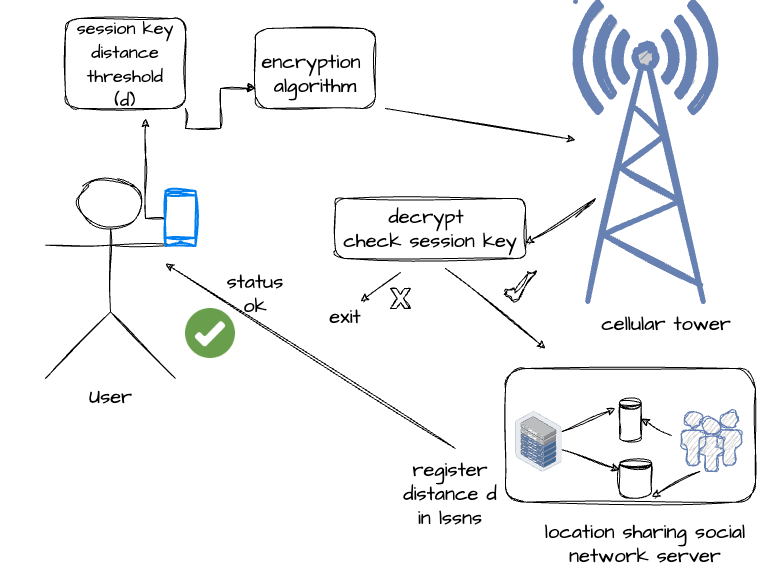 session key
distance
threshold
(d)
encryption
algorithm
decrypt
check session key
status
ok
exit
X
cellular tower
User
register
distance d
in lssns
location sharing social
network server